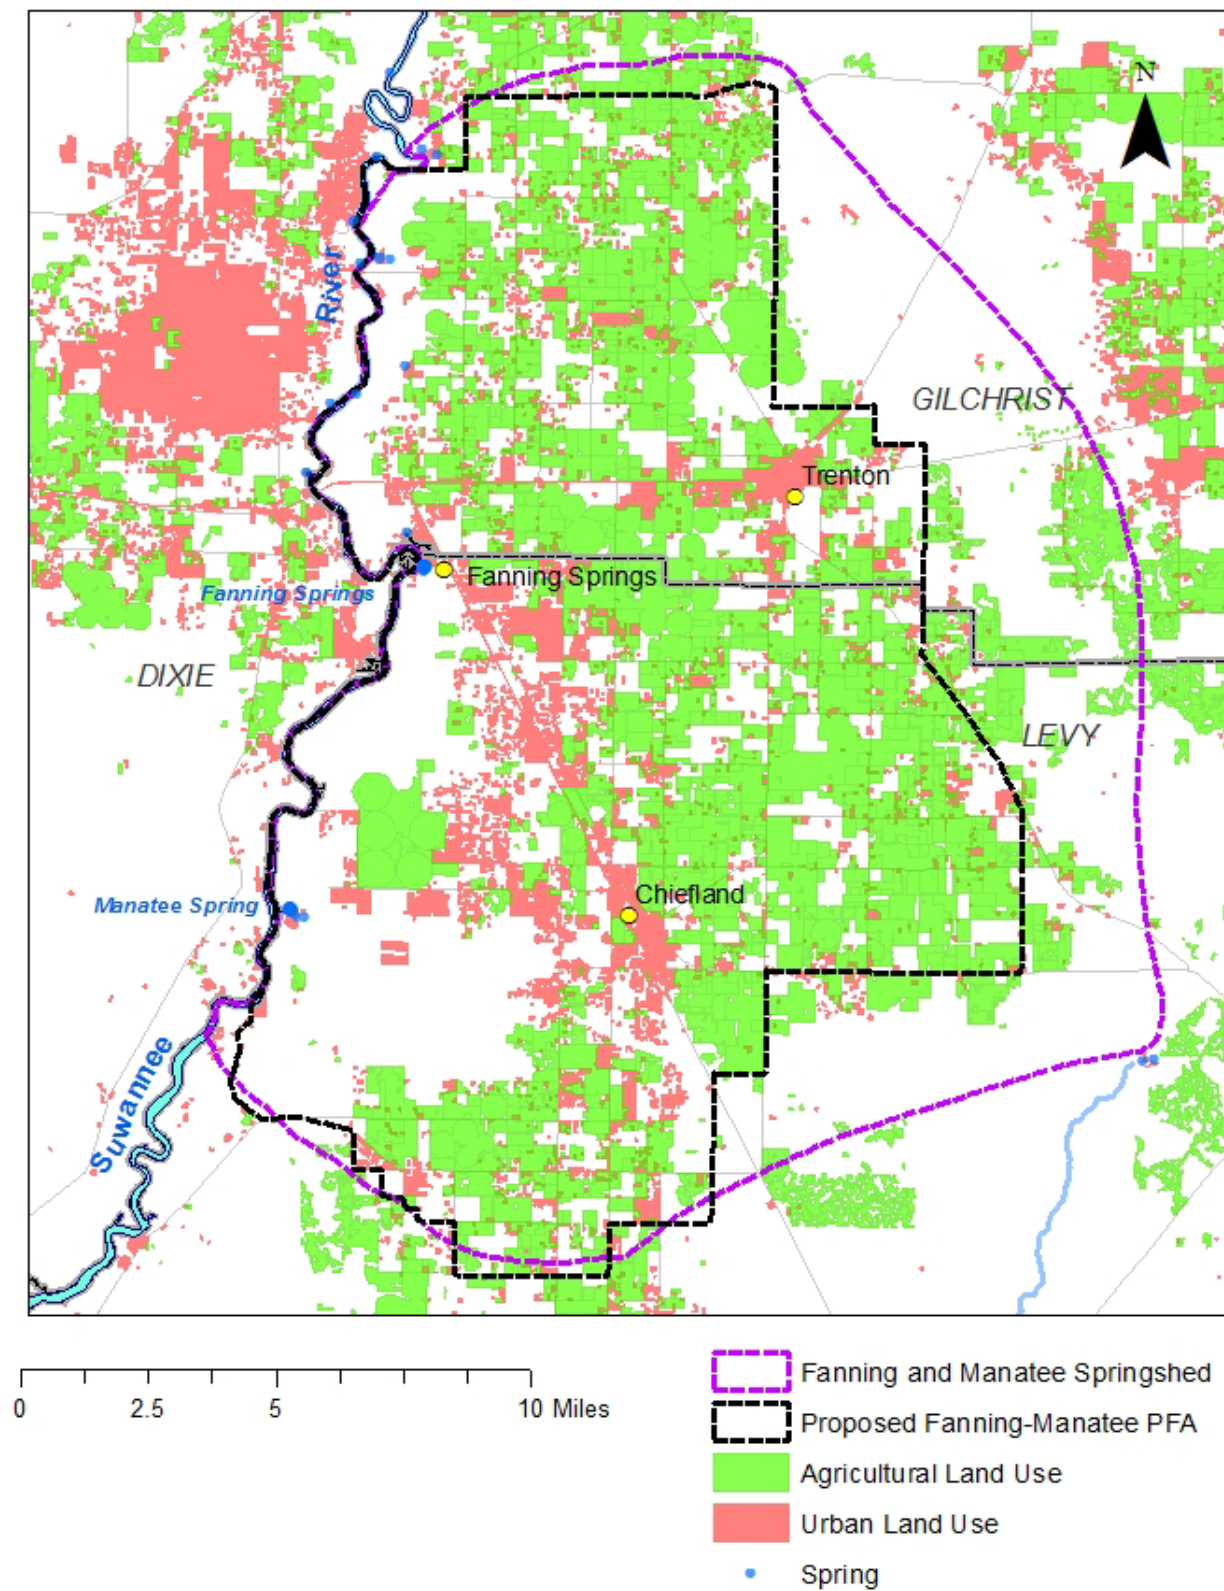 N
River
GILCHRIST
Trenton
Fanning Springs
Fanning Springs
DIXIE
LEVY
Chiefland
Manatee Spring
Suwannee
0 2.5 5 10 Miles
Fanning and Manatee Springshed
Proposed Fanning-Manatee PFA
Agricultural Land Use
Urban Land Use
Spring